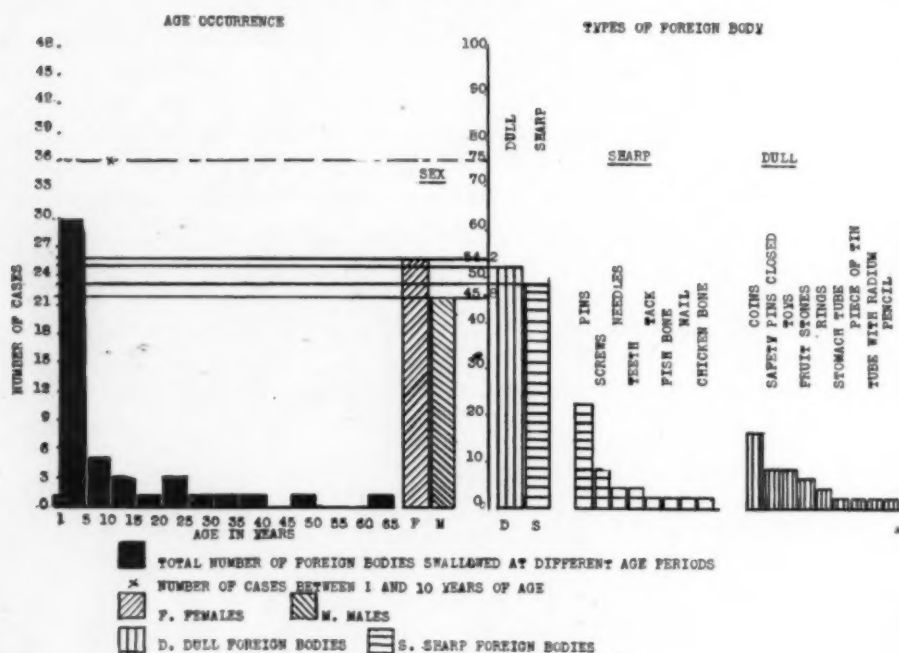 AGE OCCURRENCE
TYPES OF FOREIGN BODY
48.
45.
42.
39.
36
33
30
27
24
21
18
15
12
9
6
3
0
NUMBER OF CASES
1 5 10 15 20 25 30 35 40 45 50 55 60 65
AGE IN YEARS
SEX
F M
100
90
80
75
70
60
50
40
30
20
10
0
DULL
SHARP
D S
SHARP
PINS
SCREWS
NEEDLES
TEETH
TACK
FISH BONE
NAIL
CHICKEN BONE
DULL
COINS
SAFETY PINS CLOSED
TOYS
FRUIT STONES
RINGS
STOMACH TUBE
PIECE OF TIN
TUBE WITH RADIUM
PENCIL
TOTAL NUMBER OF FOREIGN BODIES SWALLOWED AT DIFFERENT AGE PERIODS
NUMBER OF CASES BETWEEN 1 AND 10 YEARS OF AGE
F. FEMALES
M. MALES
D. DULL FOREIGN BODIES
S. SHARP FOREIGN BODIES